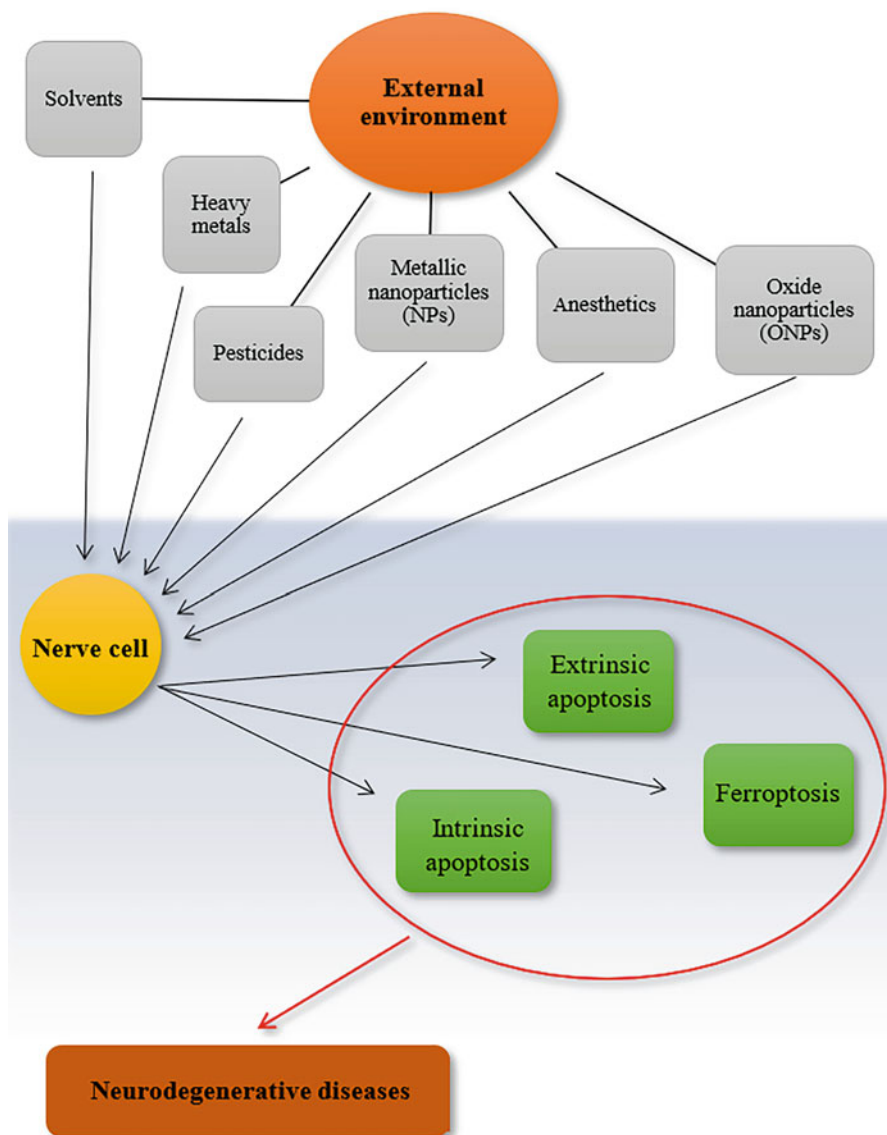 External
environment
Solvents
Heavy
metals
Pesticides
Metallic
nanoparticles
(NPs)
Anesthetics
Oxide
nanoparticles
(ONPs)
Nerve cell
Extrinsic
apoptosis
Ferroptosis
Intrinsic
apoptosis
Neurodegenerative diseases